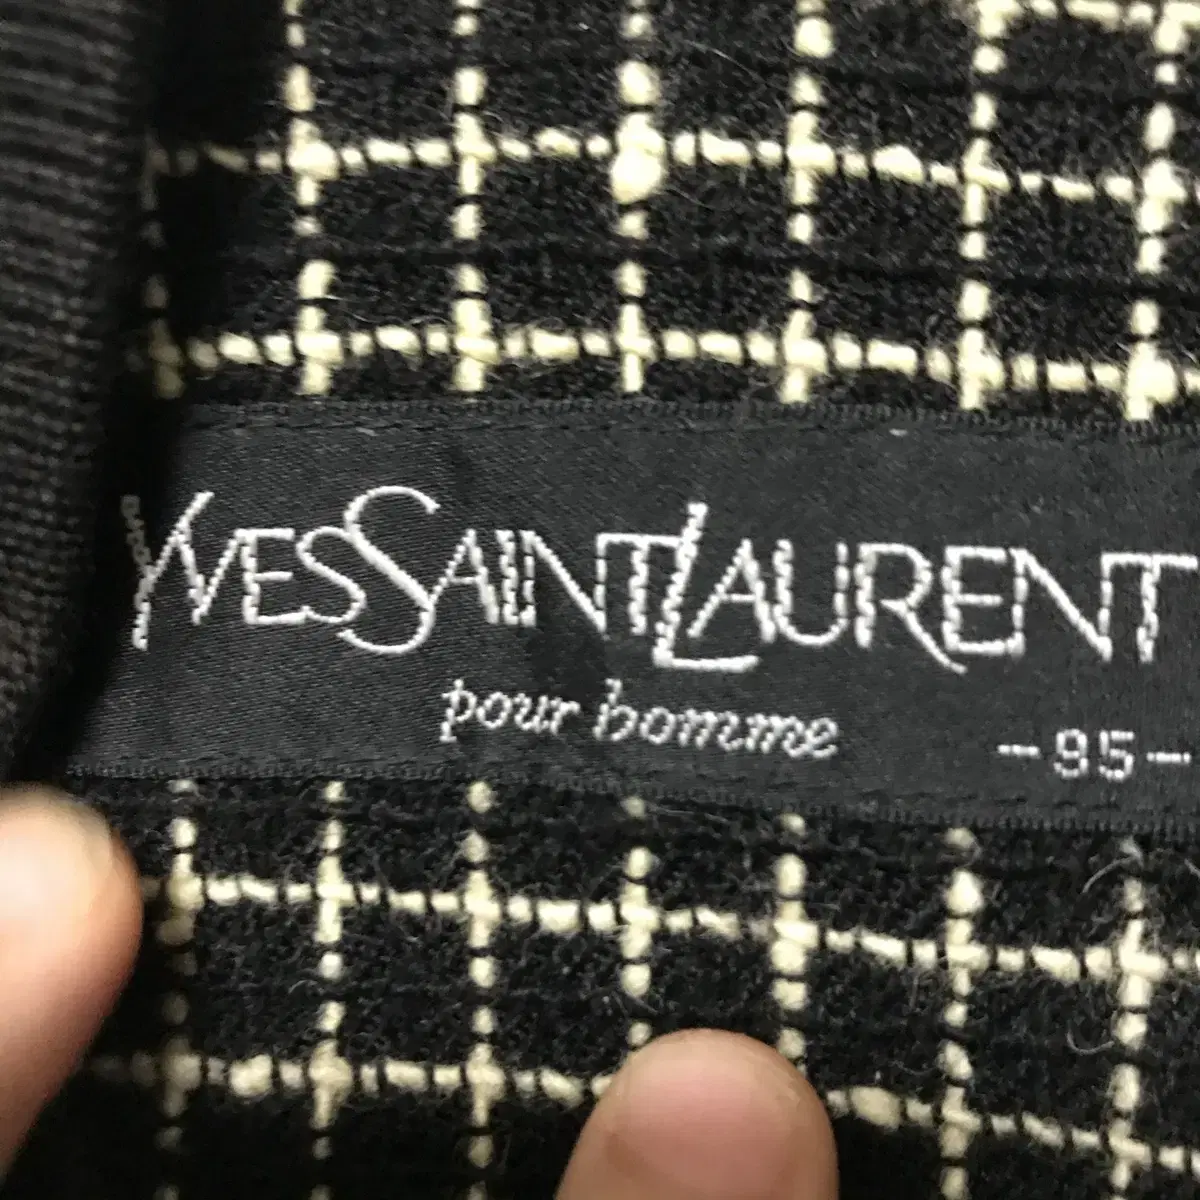 YVESSAINTLAURENT
pour homme
-95-